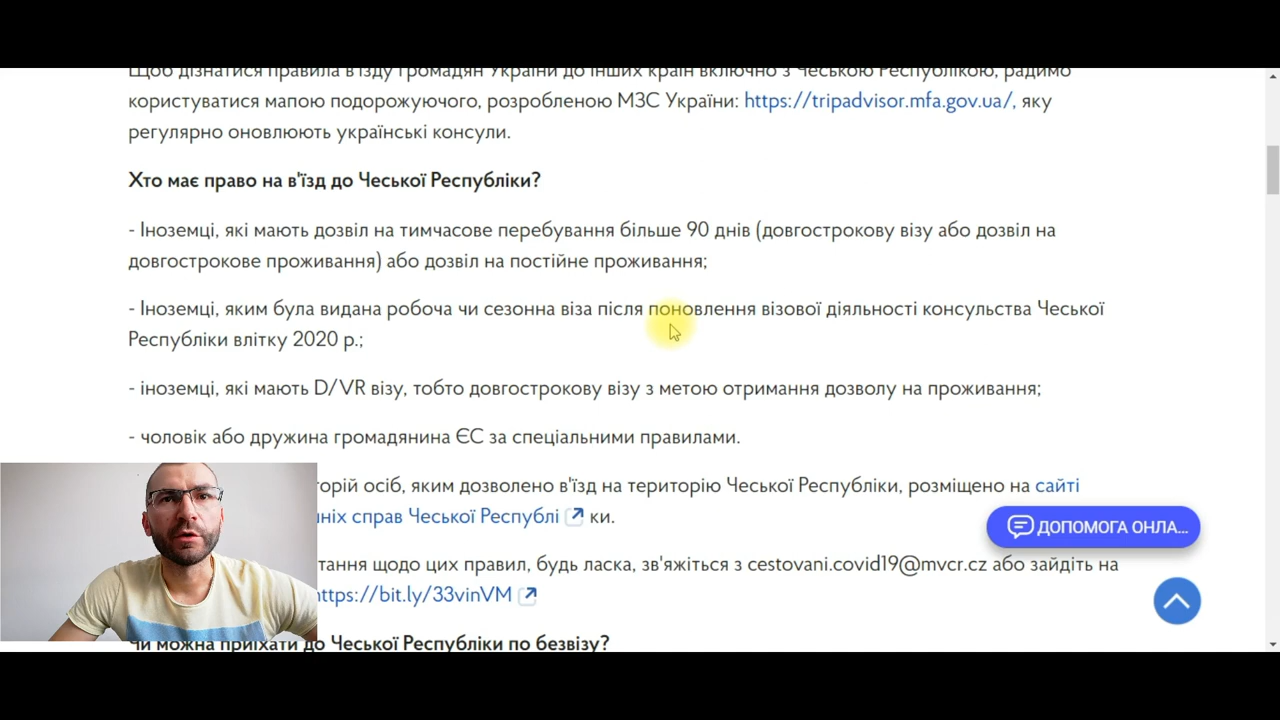 Щоб дізнатися правила в'їзду громадян України до інших країн включно з Чеською Республікою, радимо
користуватися мапою подорожуючого, розробленою МЗС України: https://tripadvisor.mfa.gov.ua/, яку
регулярно оновлюють українські консули.
Хто має право на в'їзд до Чеської Республіки?
- Іноземці, які мають дозвіл на тимчасове перебування більше 90 днів (довгострокову візу або дозвіл на
довгострокове проживання) або дозвіл на постійне проживання;
- Іноземці, яким була видана робоча чи сезонна віза після поновлення візової діяльності консульства Чеської
Республіки влітку 2020 р.;
- іноземці, які мають D/VR візу, тобто довгострокову візу з метою отримання дозволу на проживання;
- чоловік або дружина громадянина ЄС за спеціальними правилами.
осіб, яким дозволено в'їзд на територію Чеської Республіки, розміщено на сайті
справ Чеської Республі ки.
щодо цих правил, будь ласка, зв'яжіться з cestovani.covid19@mvcr.cz або зайдіть на
https://bit.ly/33vinVM
ДОПОМОГА ОНЛА...
Чи можна приїхати до Чеської Республіки по безвізу?